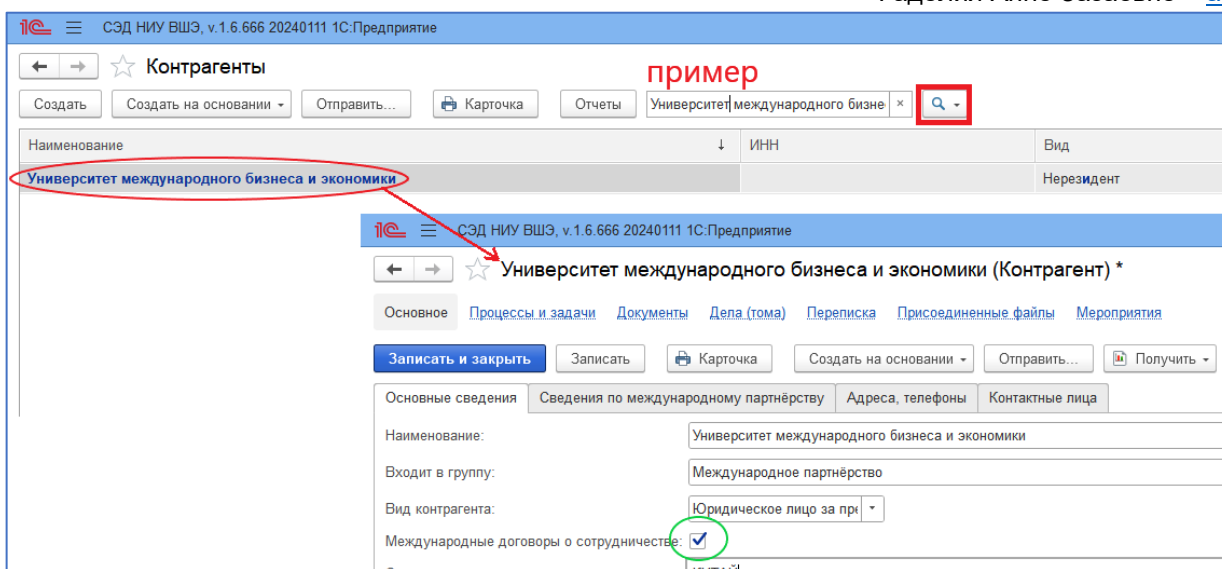 СЭД НИУ ВШЭ, v.1.6.666 20240111 1С:Предприятие
Контрагенты
пример
Создать Создать на основании Отправить... Карточка Отчеты Университет международного бизне ×
Наименование ↓ ИНН Вид
Университет международного бизнеса и экономики Нерезидент
СЭД НИУ ВШЭ, v.1.6.666 20240111 1С:Предприятие
Университет международного бизнеса и экономики (Контрагент) *
Основное Процессы и задачи Документы Дела (тома) Переписка Присоединенные файлы Мероприятия
Записать и закрыть Записать Карточка Создать на основании Отправить... Получить
Основные сведения Сведения по международному партнёрству Адреса, телефоны Контактные лица
Наименование: Университет международного бизнеса и экономики
Входит в группу: Международное партнёрство
Вид контрагента: Юридическое лицо за пре
Международные договоры о сотрудничестве: